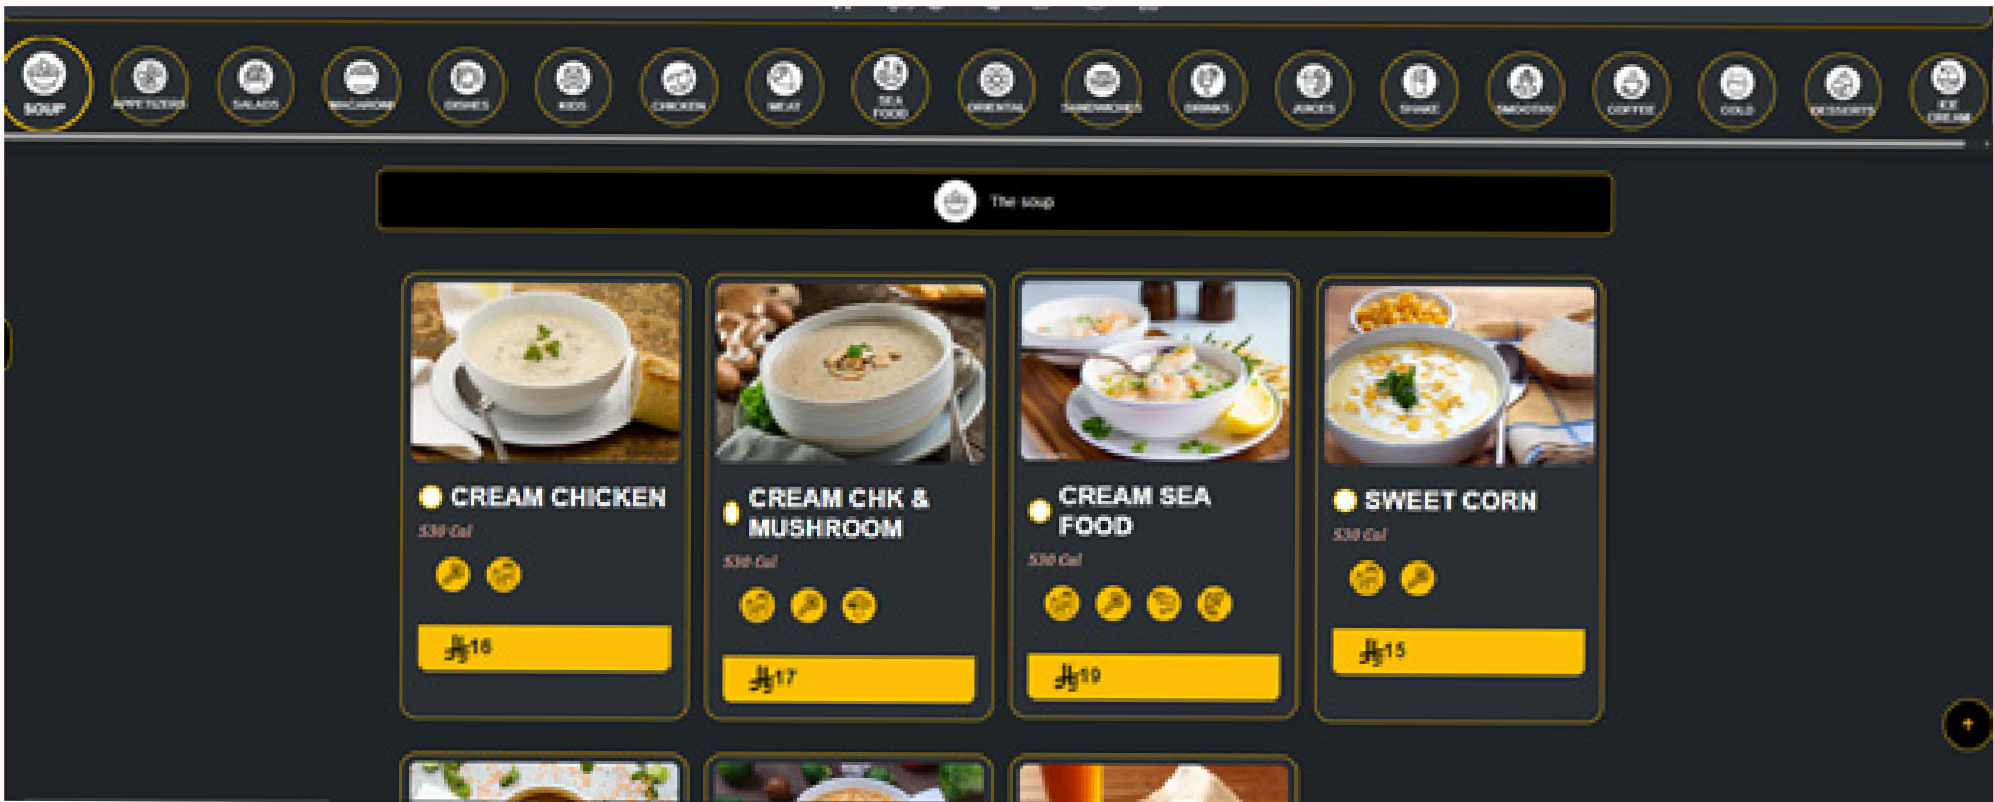 SOUP
APPETIZERS
SALADS
MACARONI
DISHES
KIDS
CHICKEN
MEAT
SEA
FOOD
ORIENTAL
SANDWICHES
DRINKS
JUICES
SHAKE
SMOOTHY
COFFEE
COLD
DESSERTS
ICE
CREAM
The soup
CREAM CHICKEN
530 Cal
16
CREAM CHK &
MUSHROOM
530 Cal
17
CREAM SEA
FOOD
530 Cal
19
SWEET CORN
530 Cal
15
+